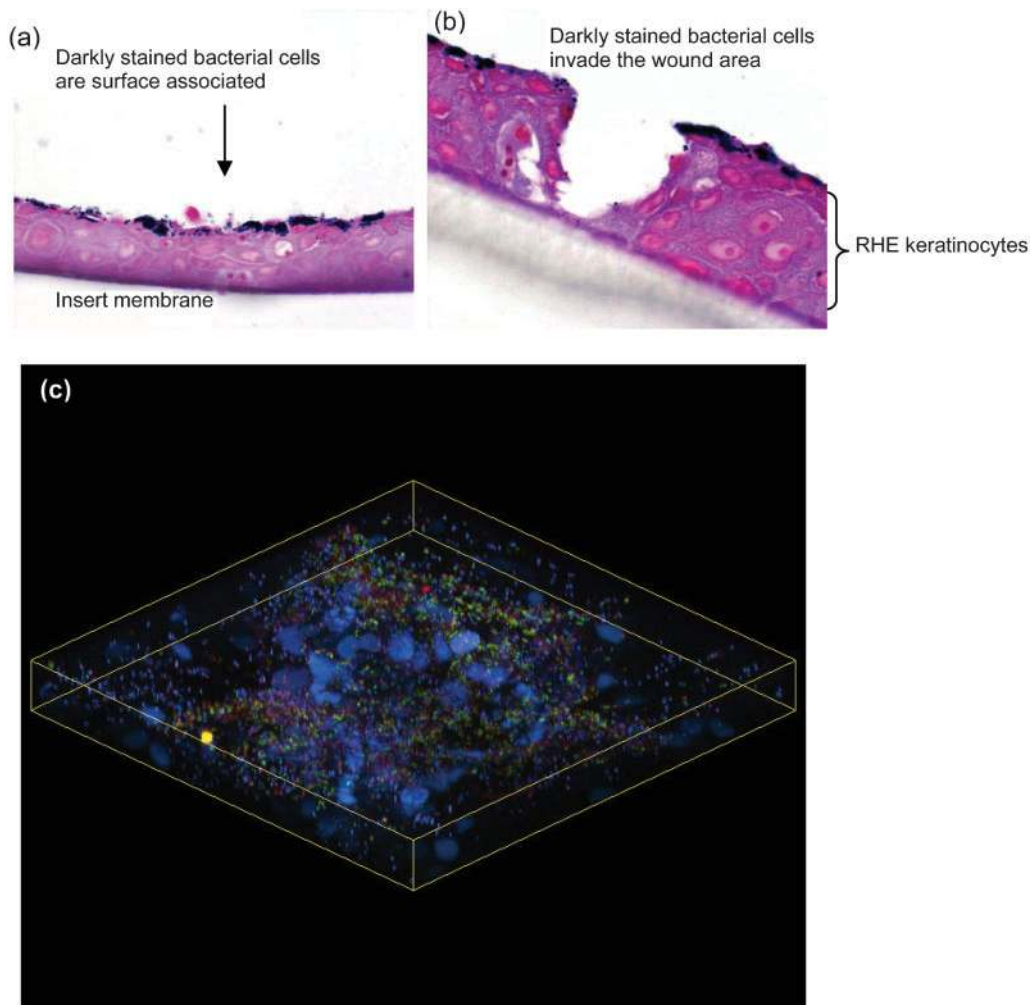 (a)
Darkly stained bacterial cells
are surface associated
Insert membrane
(b)
Darkly stained bacterial cells
invade the wound area
RHE keratinocytes
(c)